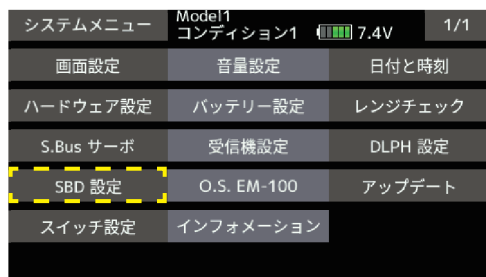 システムメニュー Model1 コンディション1 7.4V 1/1
画面設定 音量設定 日付と時刻
ハードウェア設定 バッテリー設定 レンジチェック
S.Bus サーボ 受信機設定 DLPH 設定
SBD 設定 O.S. EM-100 アップデート
スイッチ設定 インフォメーション